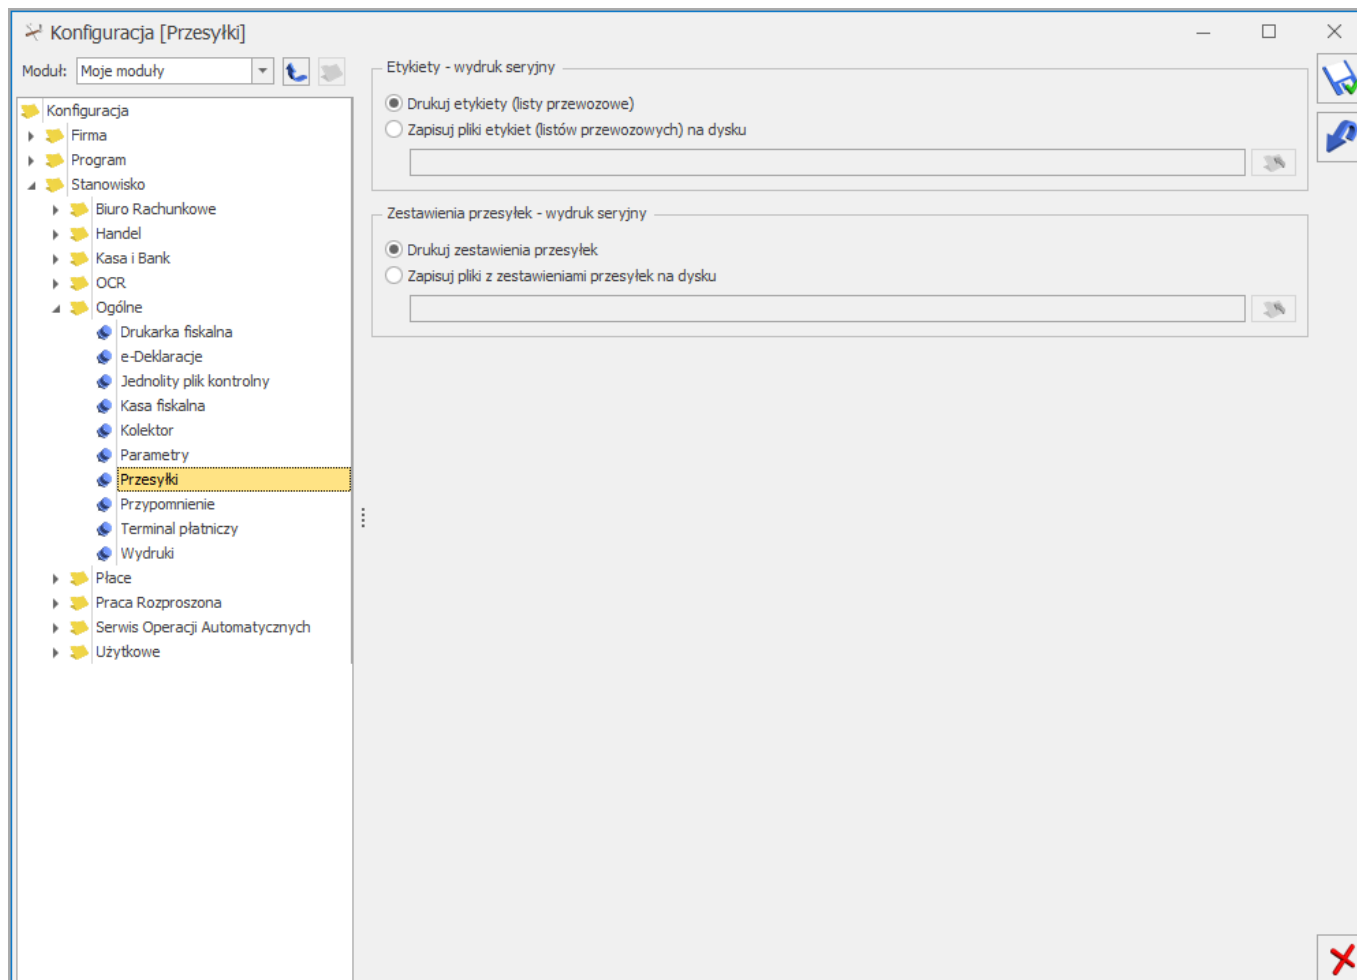 Konfiguracja [Przesyłki]
Moduł: Moje moduły
Konfiguracja
Firma
Program
Stanowisko
Biuro Rachunkowe
Handel
Kasa i Bank
OCR
Ogólne
Drukarka fiskalna
e-Deklaracje
Jednolity plik kontrolny
Kasa fiskalna
Kolektor
Parametry
Przesyłki
Przypomnienie
Terminal płatniczy
Wydruki
Płace
Praca Rozproszona
Serwis Operacji Automatycznych
Użytkowe
Etykiety - wydruk seryjny
Drukuj etykiety (listy przewozowe)
Zapisuj pliki etykiet (listów przewozowych) na dysku
Zestawienia przesyłek - wydruk seryjny
Drukuj zestawienia przesyłek
Zapisuj pliki z zestawieniami przesyłek na dysku